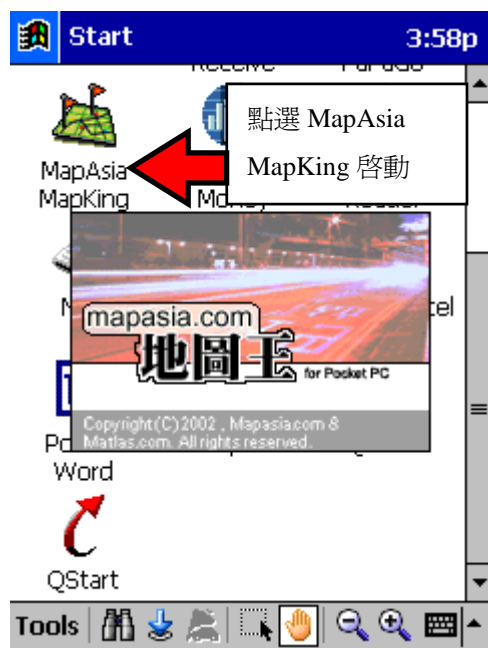 Start 3:58p
點選 MapAsia
MapKing 啓動
MapAsia
MapKing
mapasia.com
地圖王
for Pocket PC
Copyright (C) 2002 , Mapasia.com &
Matlas.com. All rights reserved.
Word
QStart
Tools